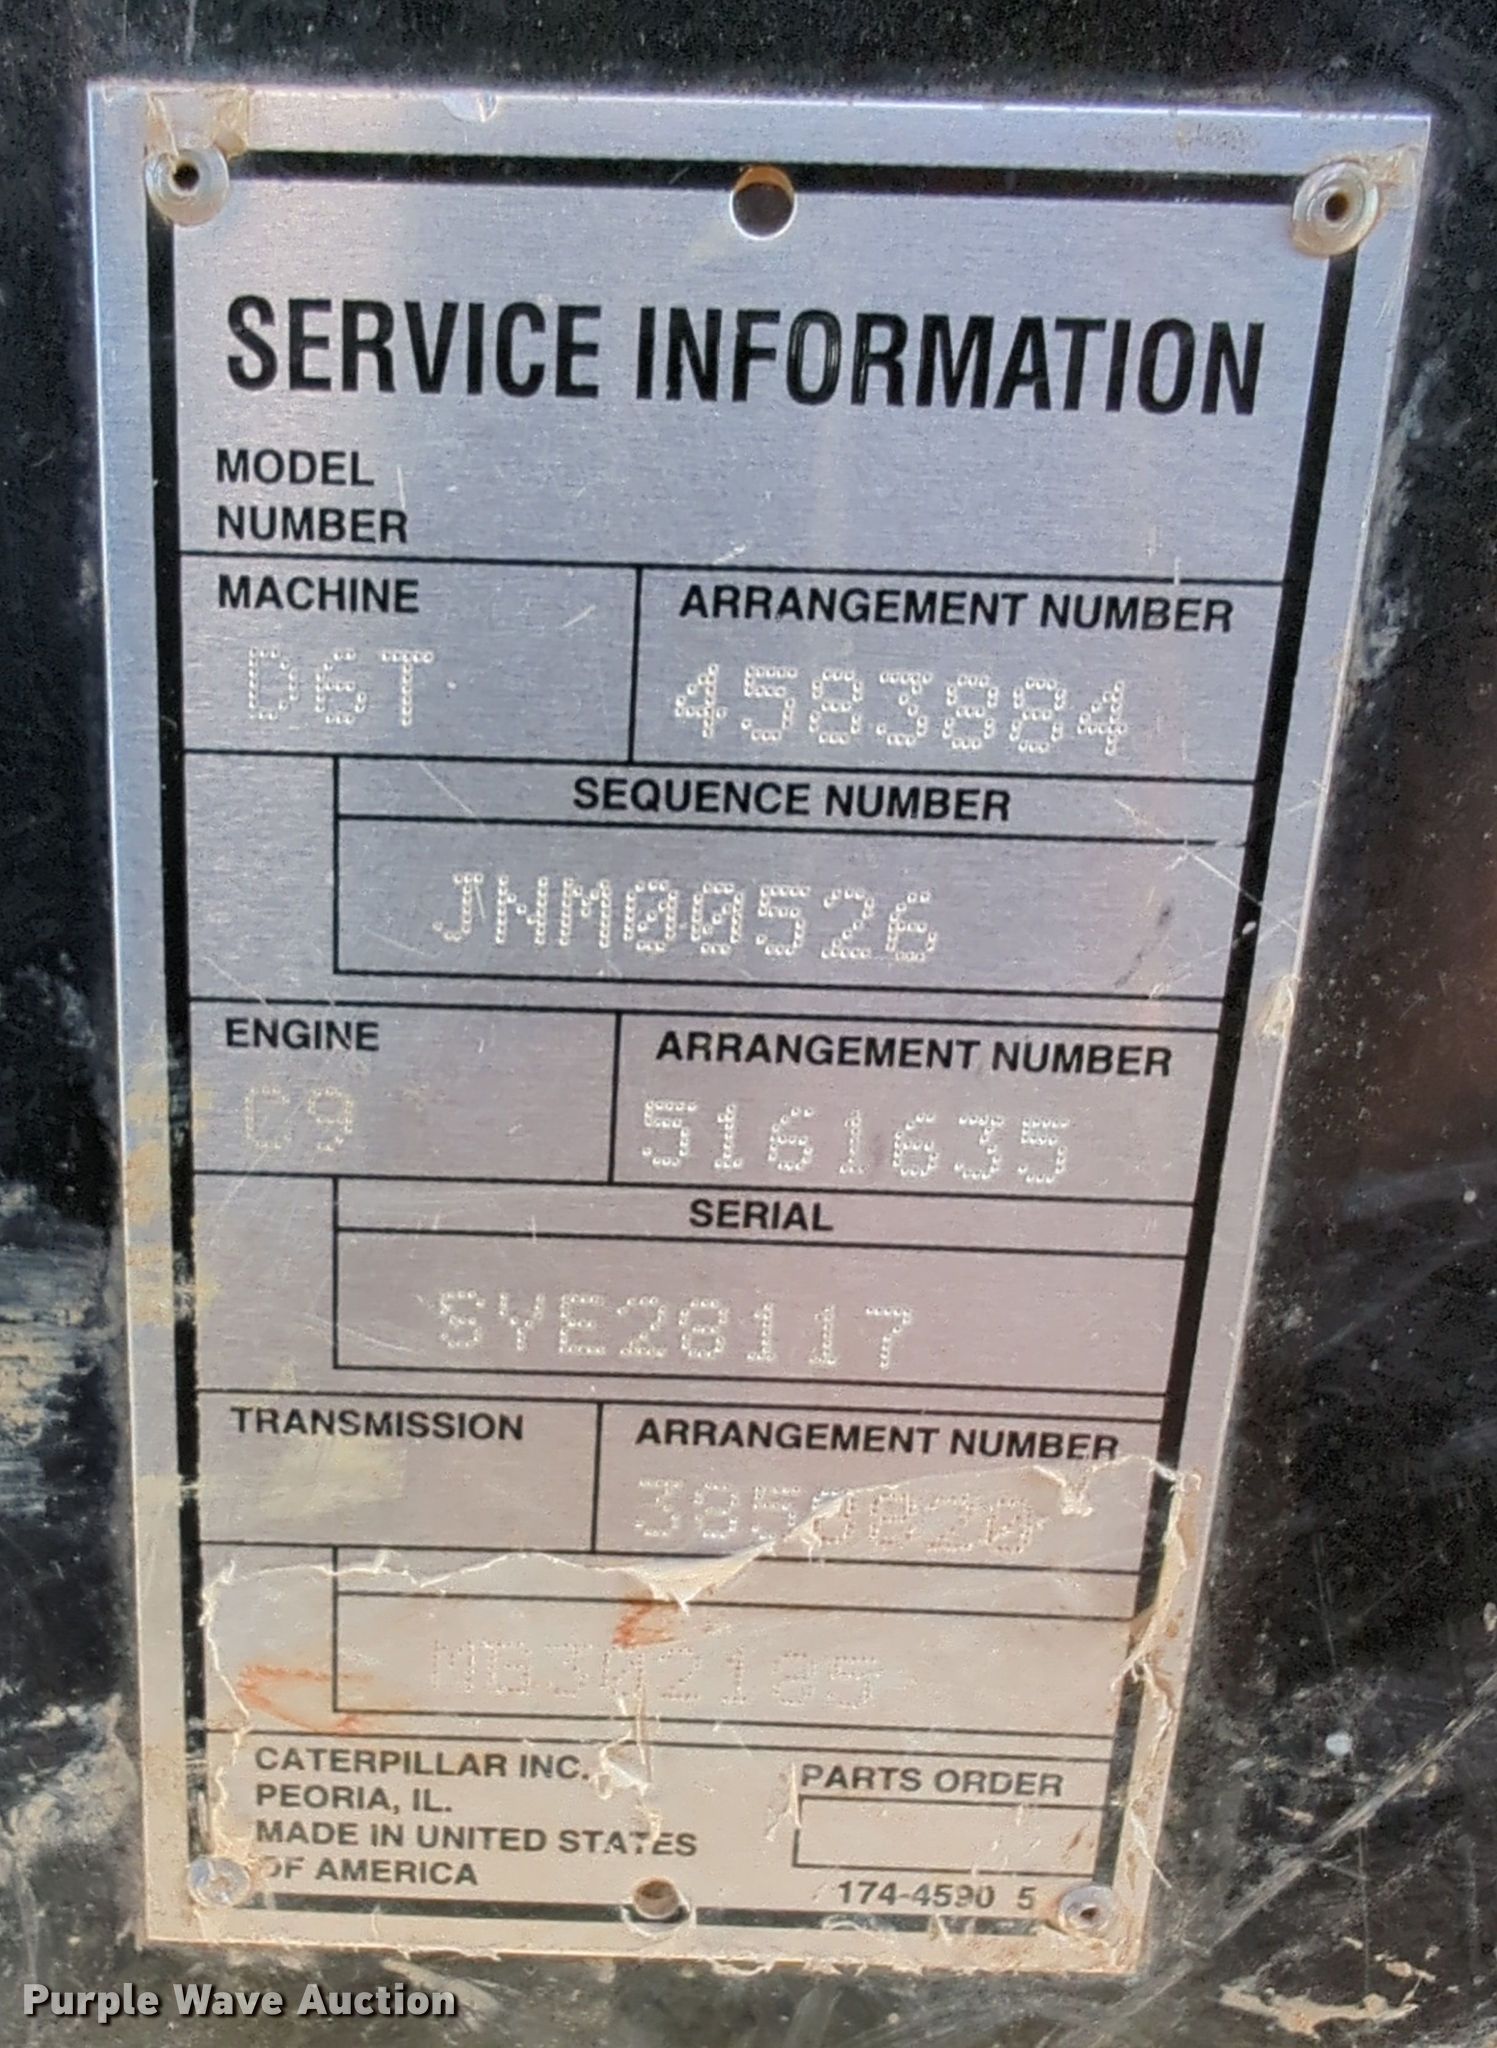 SERVICE INFORMATION
MODEL
NUMBER
MACHINE
ARRANGEMENT NUMBER
D6T
4583884
SEQUENCE NUMBER
JNM00526
ENGINE
ARRANGEMENT NUMBER
C9
5161635
SERIAL
SYE28117
TRANSMISSION
ARRANGEMENT NUMBER
3850820
MG302185
CATERPILLAR INC.
PEORIA, IL.
MADE IN UNITED STATES
OF AMERICA
PARTS ORDER
174-4590 5
Purple Wave Auction